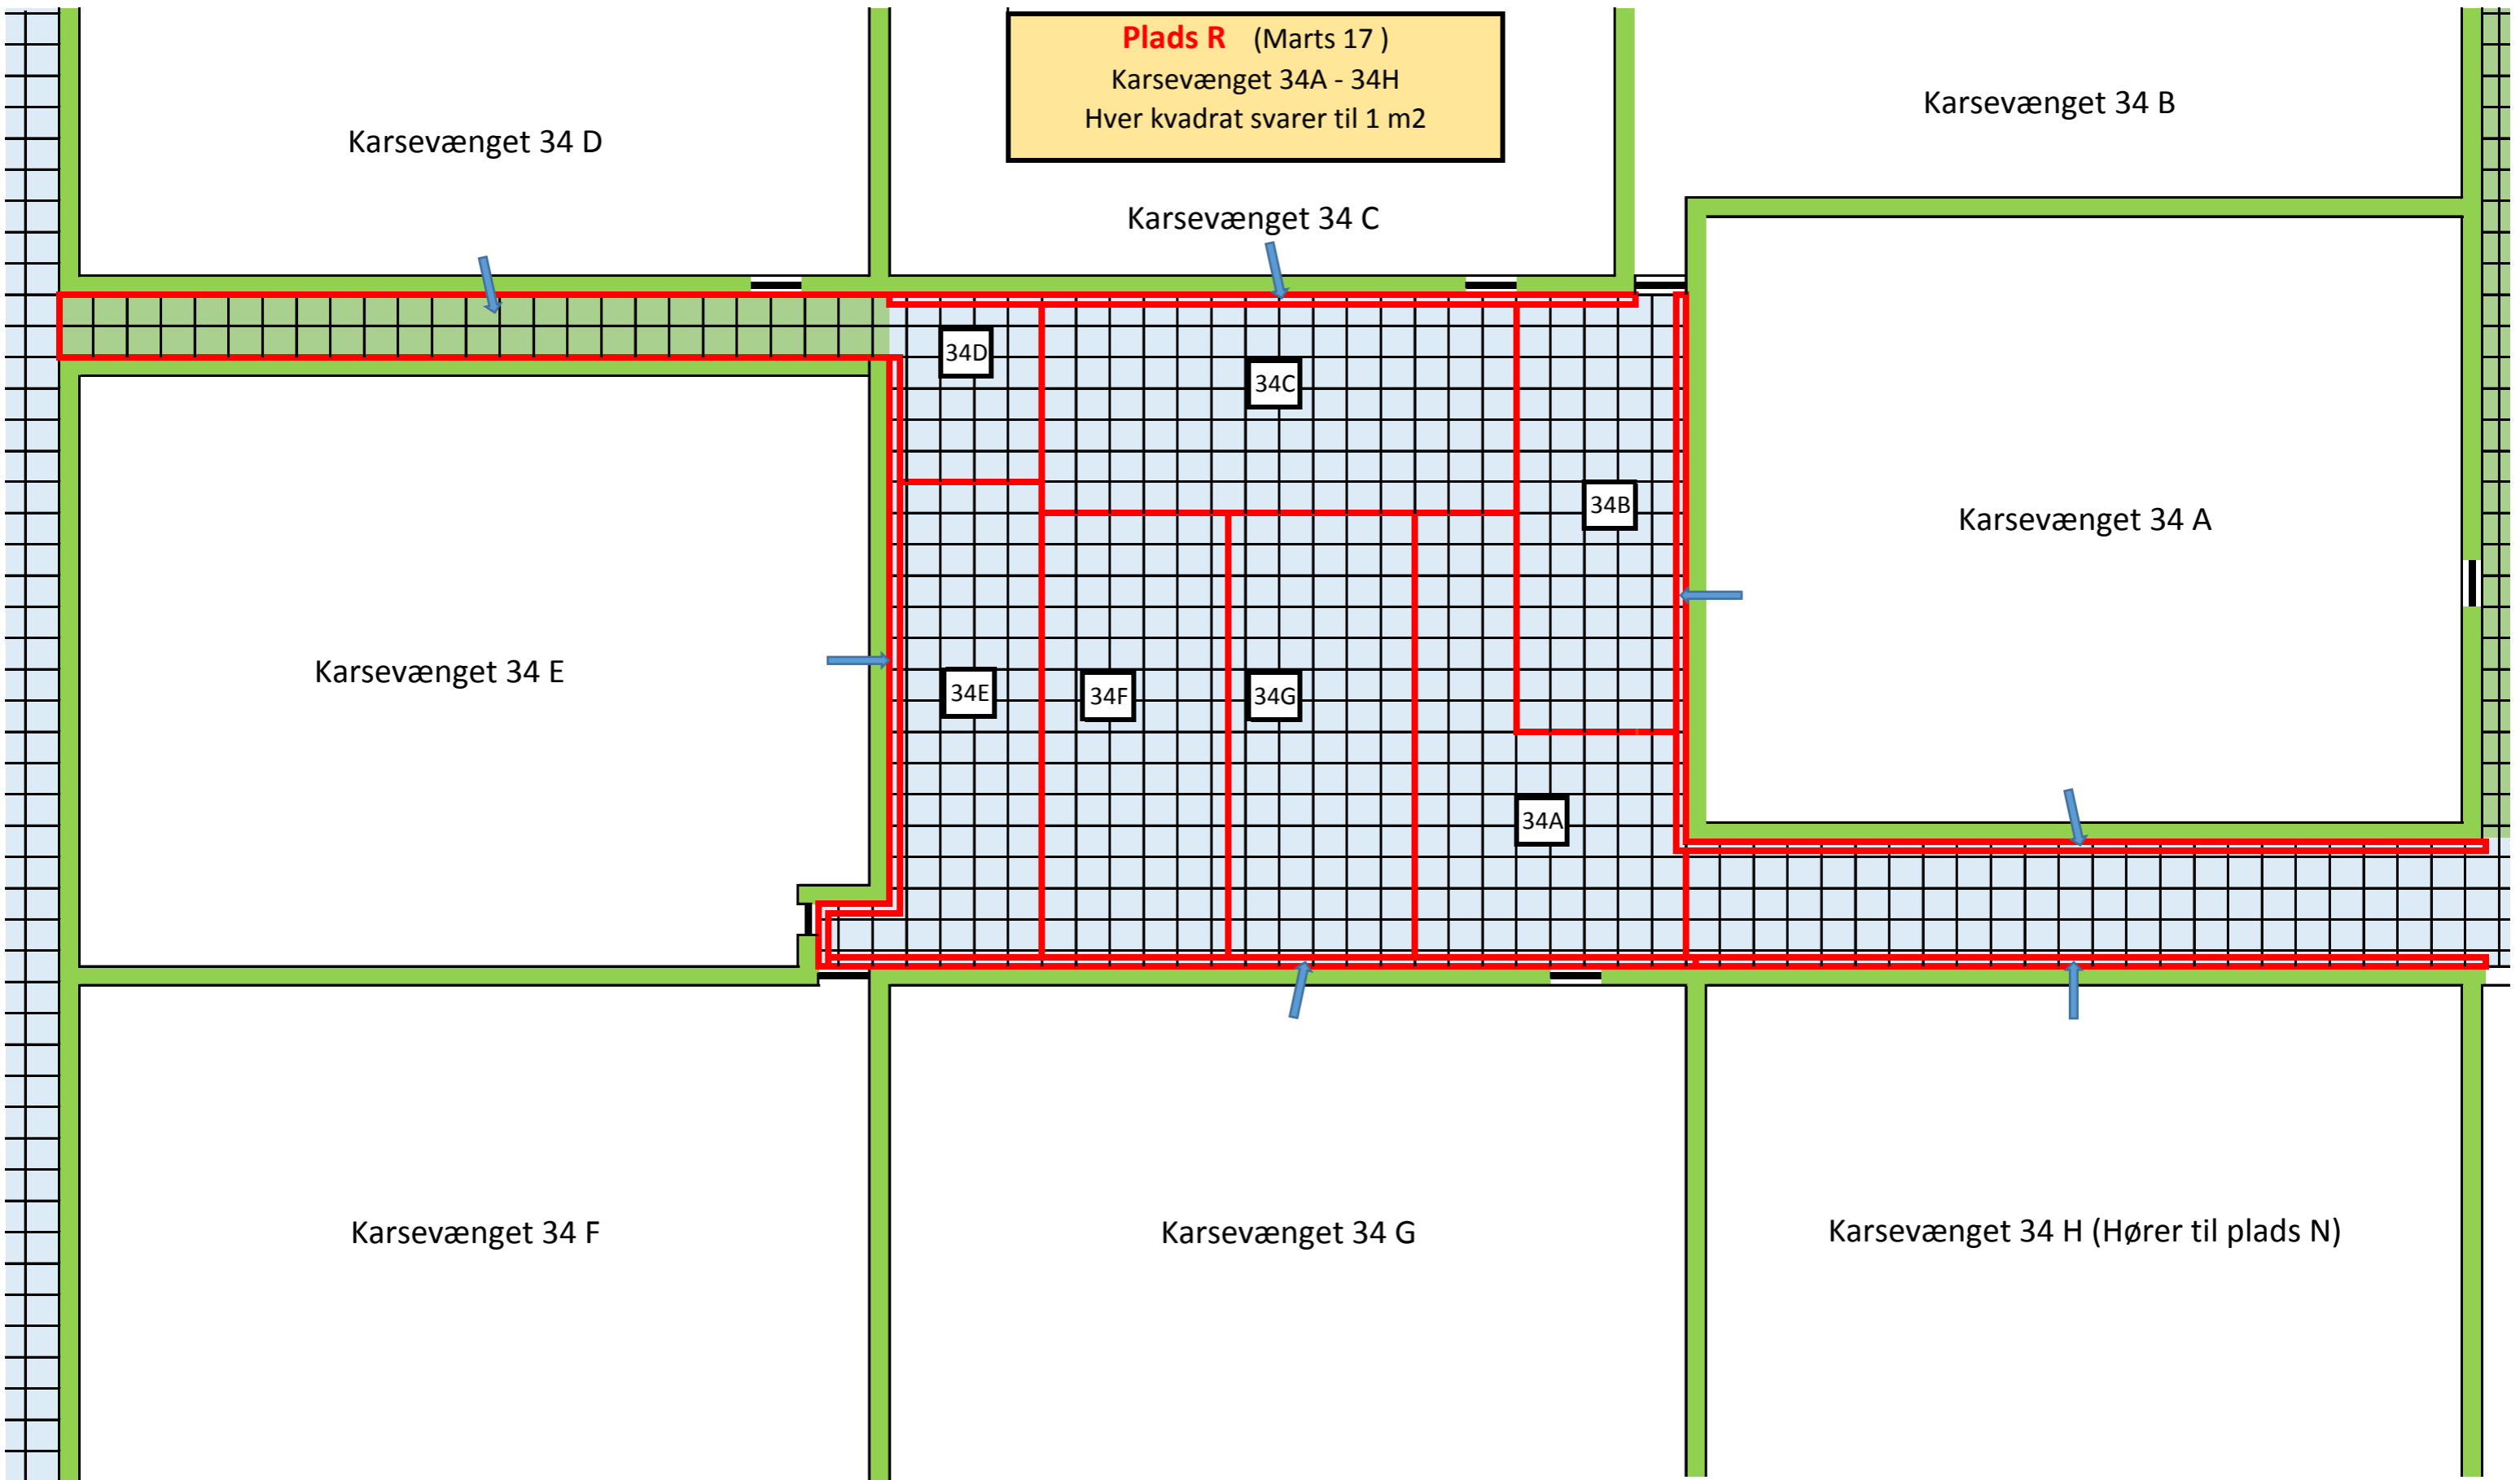 Plads R (Marts 17 )
Karsevænget 34A - 34H
Hver kvadrat svarer til 1 m2
Karsevænget 34 B
Karsevænget 34 D
Karsevænget 34 C
34D
34C
34B
Karsevænget 34 A
Karsevænget 34 E
34E
34F
34G
34A
Karsevænget 34 F
Karsevænget 34 G
Karsevænget 34 H (Hører til plads N)